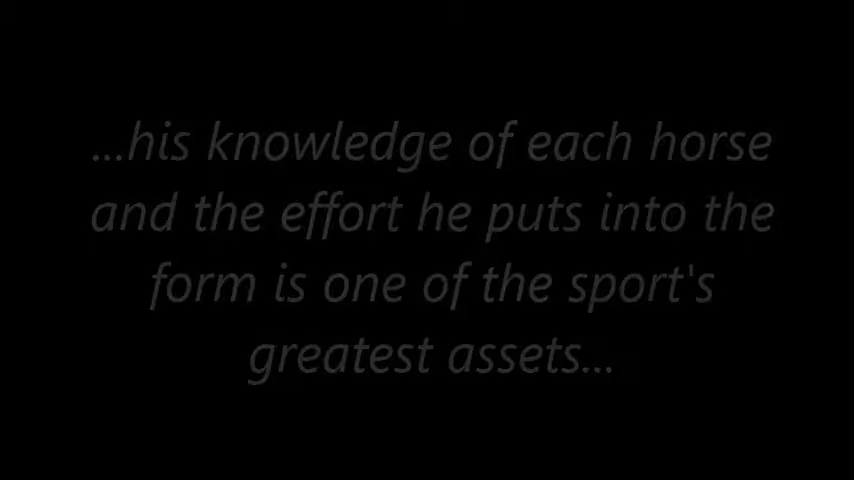 ...his knowledge of each horse
and the effort he puts into the
form is one of the sport's
greatest assets...